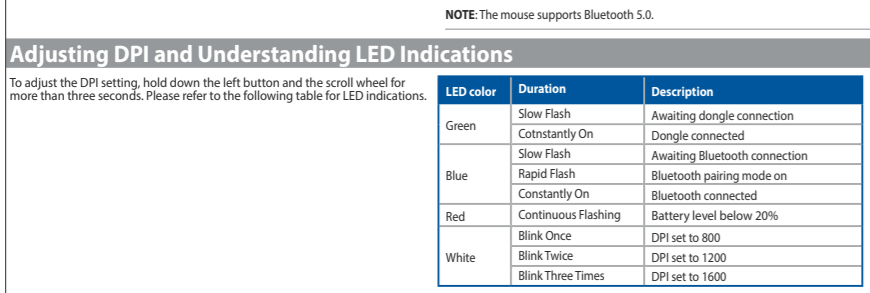 NOTE: The mouse supports Bluetooth 5.0.
Adjusting DPI and Understanding LED Indications
To adjust the DPI setting, hold down the left button and the scroll wheel for
more than three seconds. Please refer to the following table for LED indications.
LED color Duration Description
Green Slow Flash Awaiting dongle connection
Cotnstantly On Dongle connected
Blue Slow Flash Awaiting Bluetooth connection
Rapid Flash Bluetooth pairing mode on
Constantly On Bluetooth connected
Red Continuous Flashing Battery level below 20%
White Blink Once DPI set to 800
Blink Twice DPI set to 1200
Blink Three Times DPI set to 1600